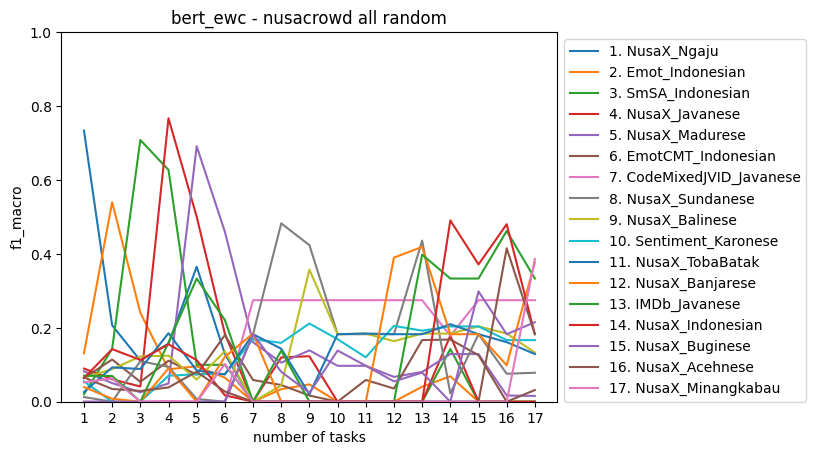 bert_ewc - nusacrowd all random
1.0
0.8
0.6
0.4
0.2
0.0
f1_macro
1 2 3 4 5 6 7 8 9 10 11 12 13 14 15 16 17
number of tasks
1. NusaX_Ngaju
2. Emot_Indonesian
3. SmSA_Indonesian
4. NusaX_Javanese
5. NusaX_Madurese
6. EmotCMT_Indonesian
7. CodeMixedJVID_Javanese
8. NusaX_Sundanese
9. NusaX_Balinese
10. Sentiment_Karonese
11. NusaX_TobaBatak
12. NusaX_Banjarese
13. IMDb_Javanese
14. NusaX_Indonesian
15. NusaX_Buginese
16. NusaX_Acehnese
17. NusaX_Minangkabau